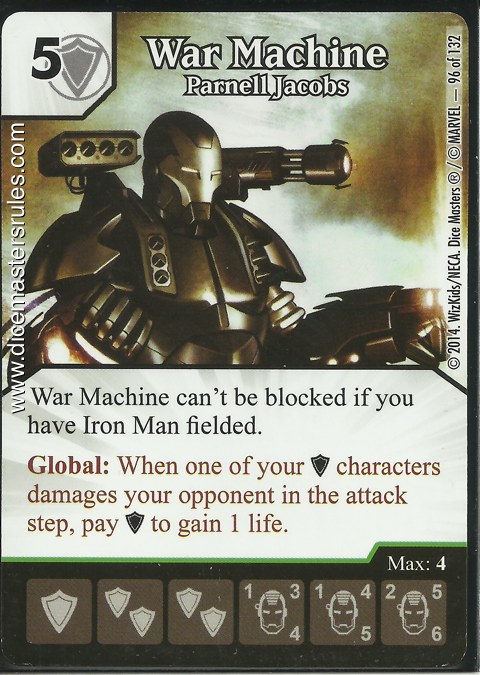 5
War Machine
Parnell Jacobs
© 2014. WizKids/NECA. Dice Masters ®/ © MARVEL — 96 of 132
www.dicemastersrules.com
War Machine can't be blocked if you
have Iron Man fielded.
Global: When one of your characters
damages your opponent in the attack
step, pay to gain 1 life.
Max: 4
1 3 4 1 4 5 2 5 6